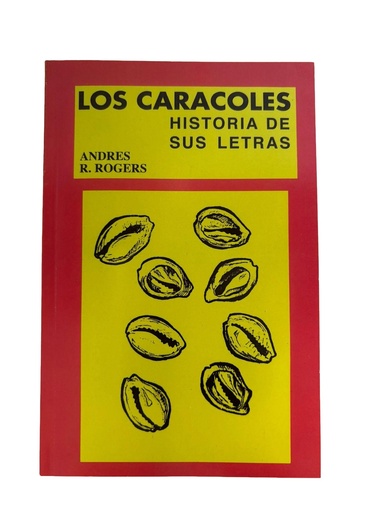 LOS CARACOLES
HISTORIA DE
SUS LETRAS
ANDRES
R. ROGERS